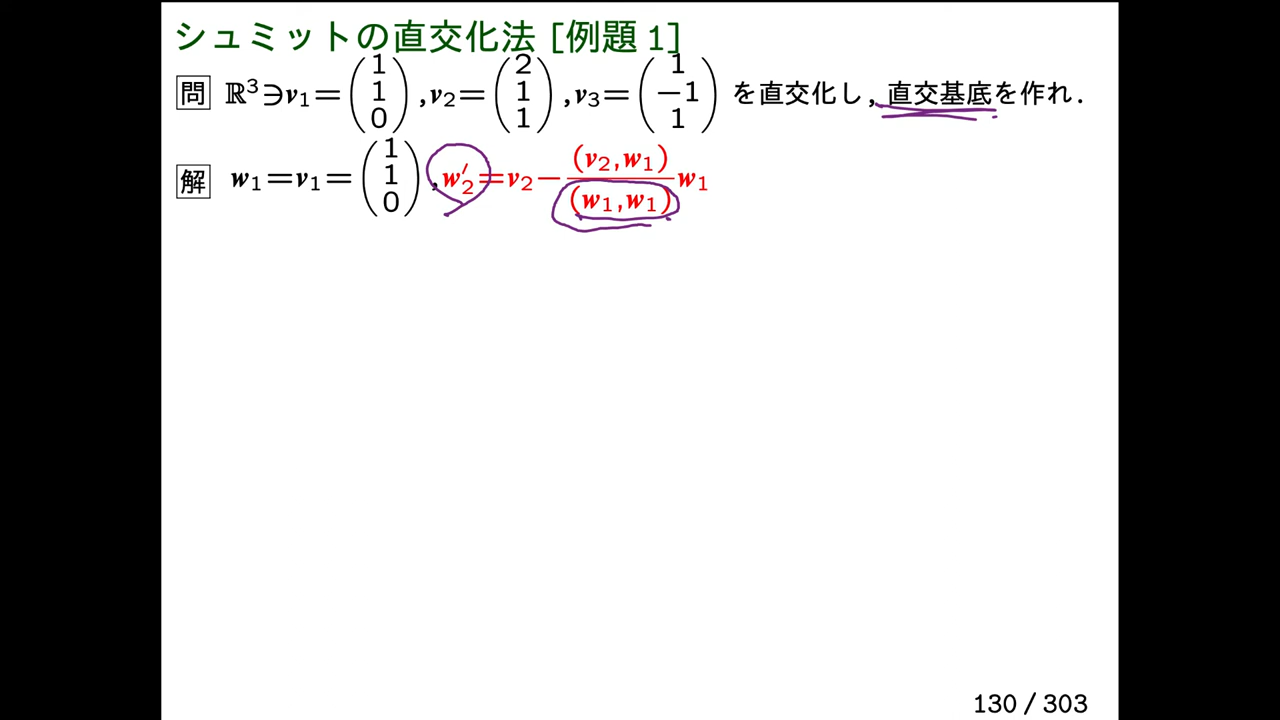 シュミットの直交化法 [例題 1]
問 ℝ³∋v₁=(1 1 0),v₂=(2 1 1),v₃=(1 −1 1) を直交化し,直交基底を作れ.
解 w₁=v₁=(1 1 0),w₂′=v₂−(v₂,w₁)/(w₁,w₁)w₁
130 / 303